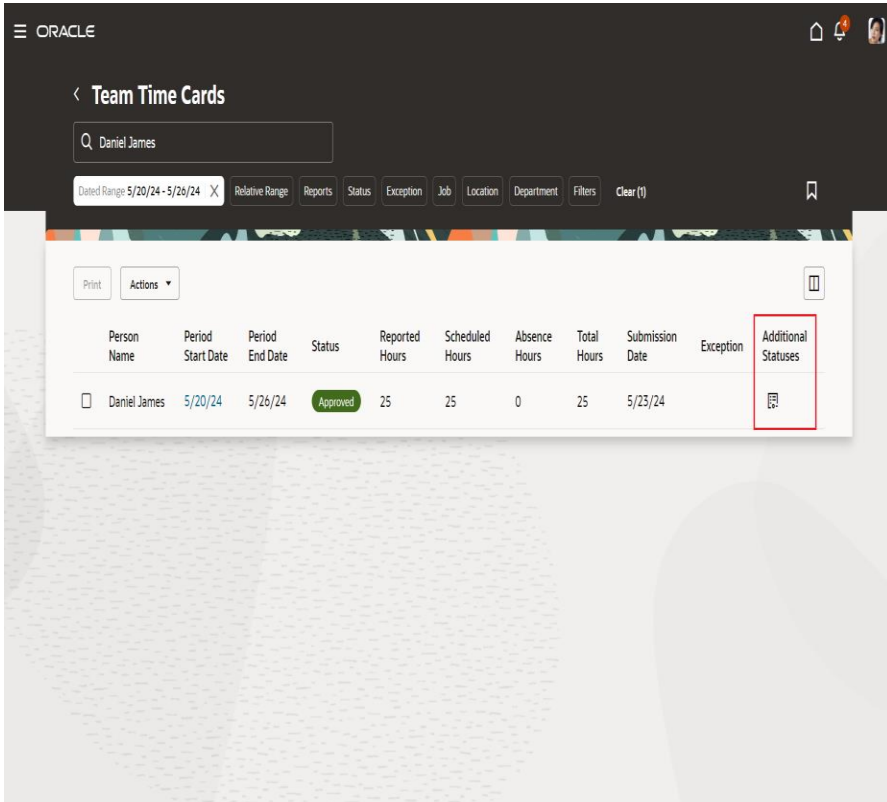 ORACLE
4
Team Time Cards
Daniel James
Dated Range 5/20/24 - 5/26/24 Relative Range Reports Status Exception Job Location Department Filters Clear (1)
Print Actions
Person Name Period Start Date Period End Date Status Reported Hours Scheduled Hours Absence Hours Total Hours Submission Date Exception Additional Statuses
Daniel James 5/20/24 5/26/24 Approved 25 25 0 25 5/23/24